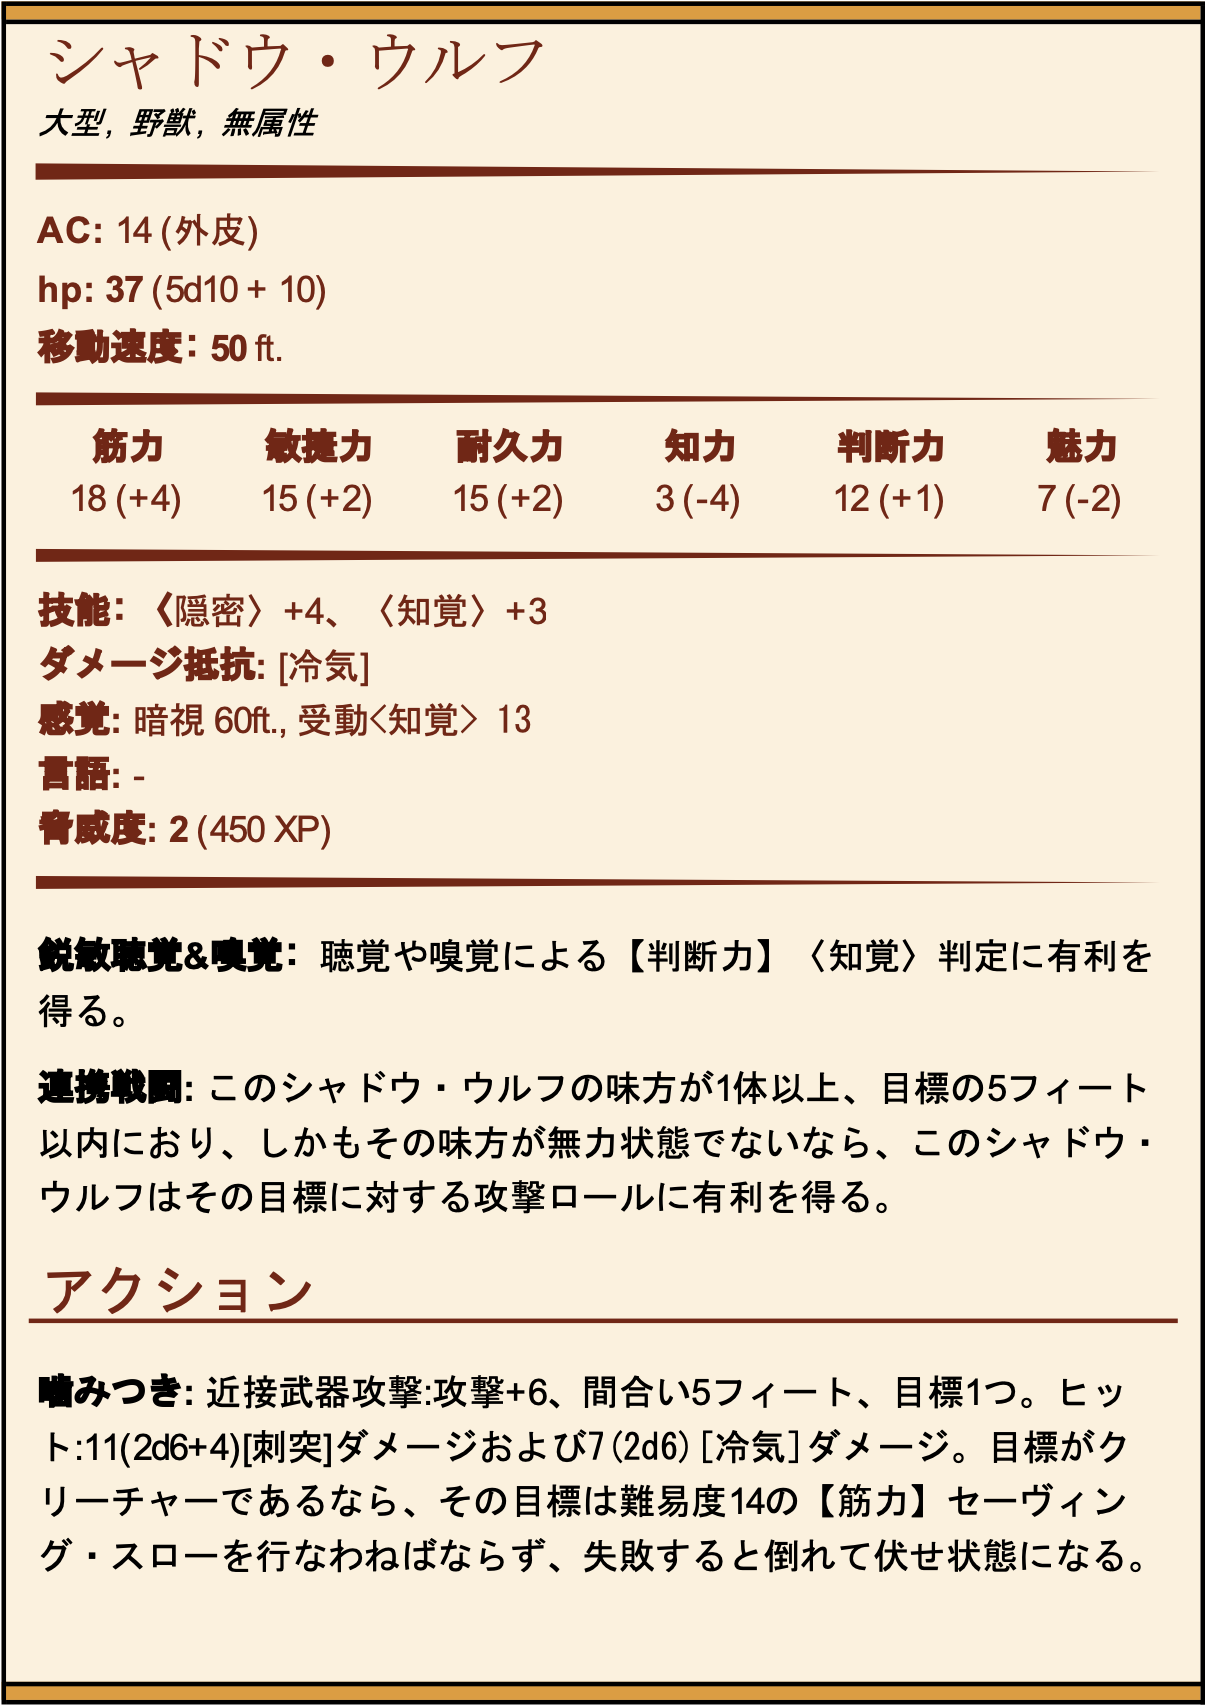 シャドウ・ウルフ
大型, 野獣, 無属性
AC: 14 (外皮)
hp: 37 (5d10 + 10)
移動速度: 50 ft.
筋力 敏捷力 耐久力 知力 判断力 魅力
18 (+4) 15 (+2) 15 (+2) 3 (-4) 12 (+1) 7 (-2)
技能: 〈隠密〉+4、〈知覚〉+3
ダメージ抵抗: [冷気]
感覚: 暗視 60ft., 受動<知覚> 13
言語: -
脅威度: 2 (450 XP)
鋭敏聴覚&嗅覚: 聴覚や嗅覚による【判断力】〈知覚〉判定に有利を
得る。
連携戦闘: このシャドウ・ウルフの味方が1体以上、目標の5フィート
以内におり、しかもその味方が無力状態でないなら、このシャドウ・
ウルフはその目標に対する攻撃ロールに有利を得る。
アクション
噛みつき: 近接武器攻撃:攻撃+6、間合い5フィート、目標1つ。ヒッ
ト:11(2d6+4)[刺突]ダメージおよび7(2d6)[冷気]ダメージ。目標がク
リーチャーであるなら、その目標は難易度14の【筋力】セーヴィン
グ・スローを行なわねばならず、失敗すると倒れて伏せ状態になる。